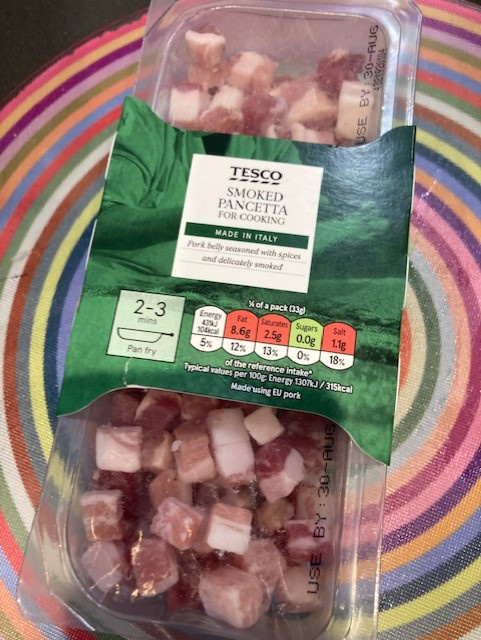 USE BY: 30-AUG
TESCO
SMOKED
PANCETTA
FOR COOKING
MADE IN ITALY
Pork belly seasoned with spices
and delicately smoked
2-3
mins
Pan fry
¼ of a pack (33g)
Energy
431kJ
104kcal
5%
Fat
8.6g
12%
Saturates
2.5g
13%
Sugars
0.0g
0%
Salt
1.1g
18%
of the reference intake*
Typical values per 100g: Energy 1307kJ / 315kcal
Made using EU pork
USE BY: 30-AUG